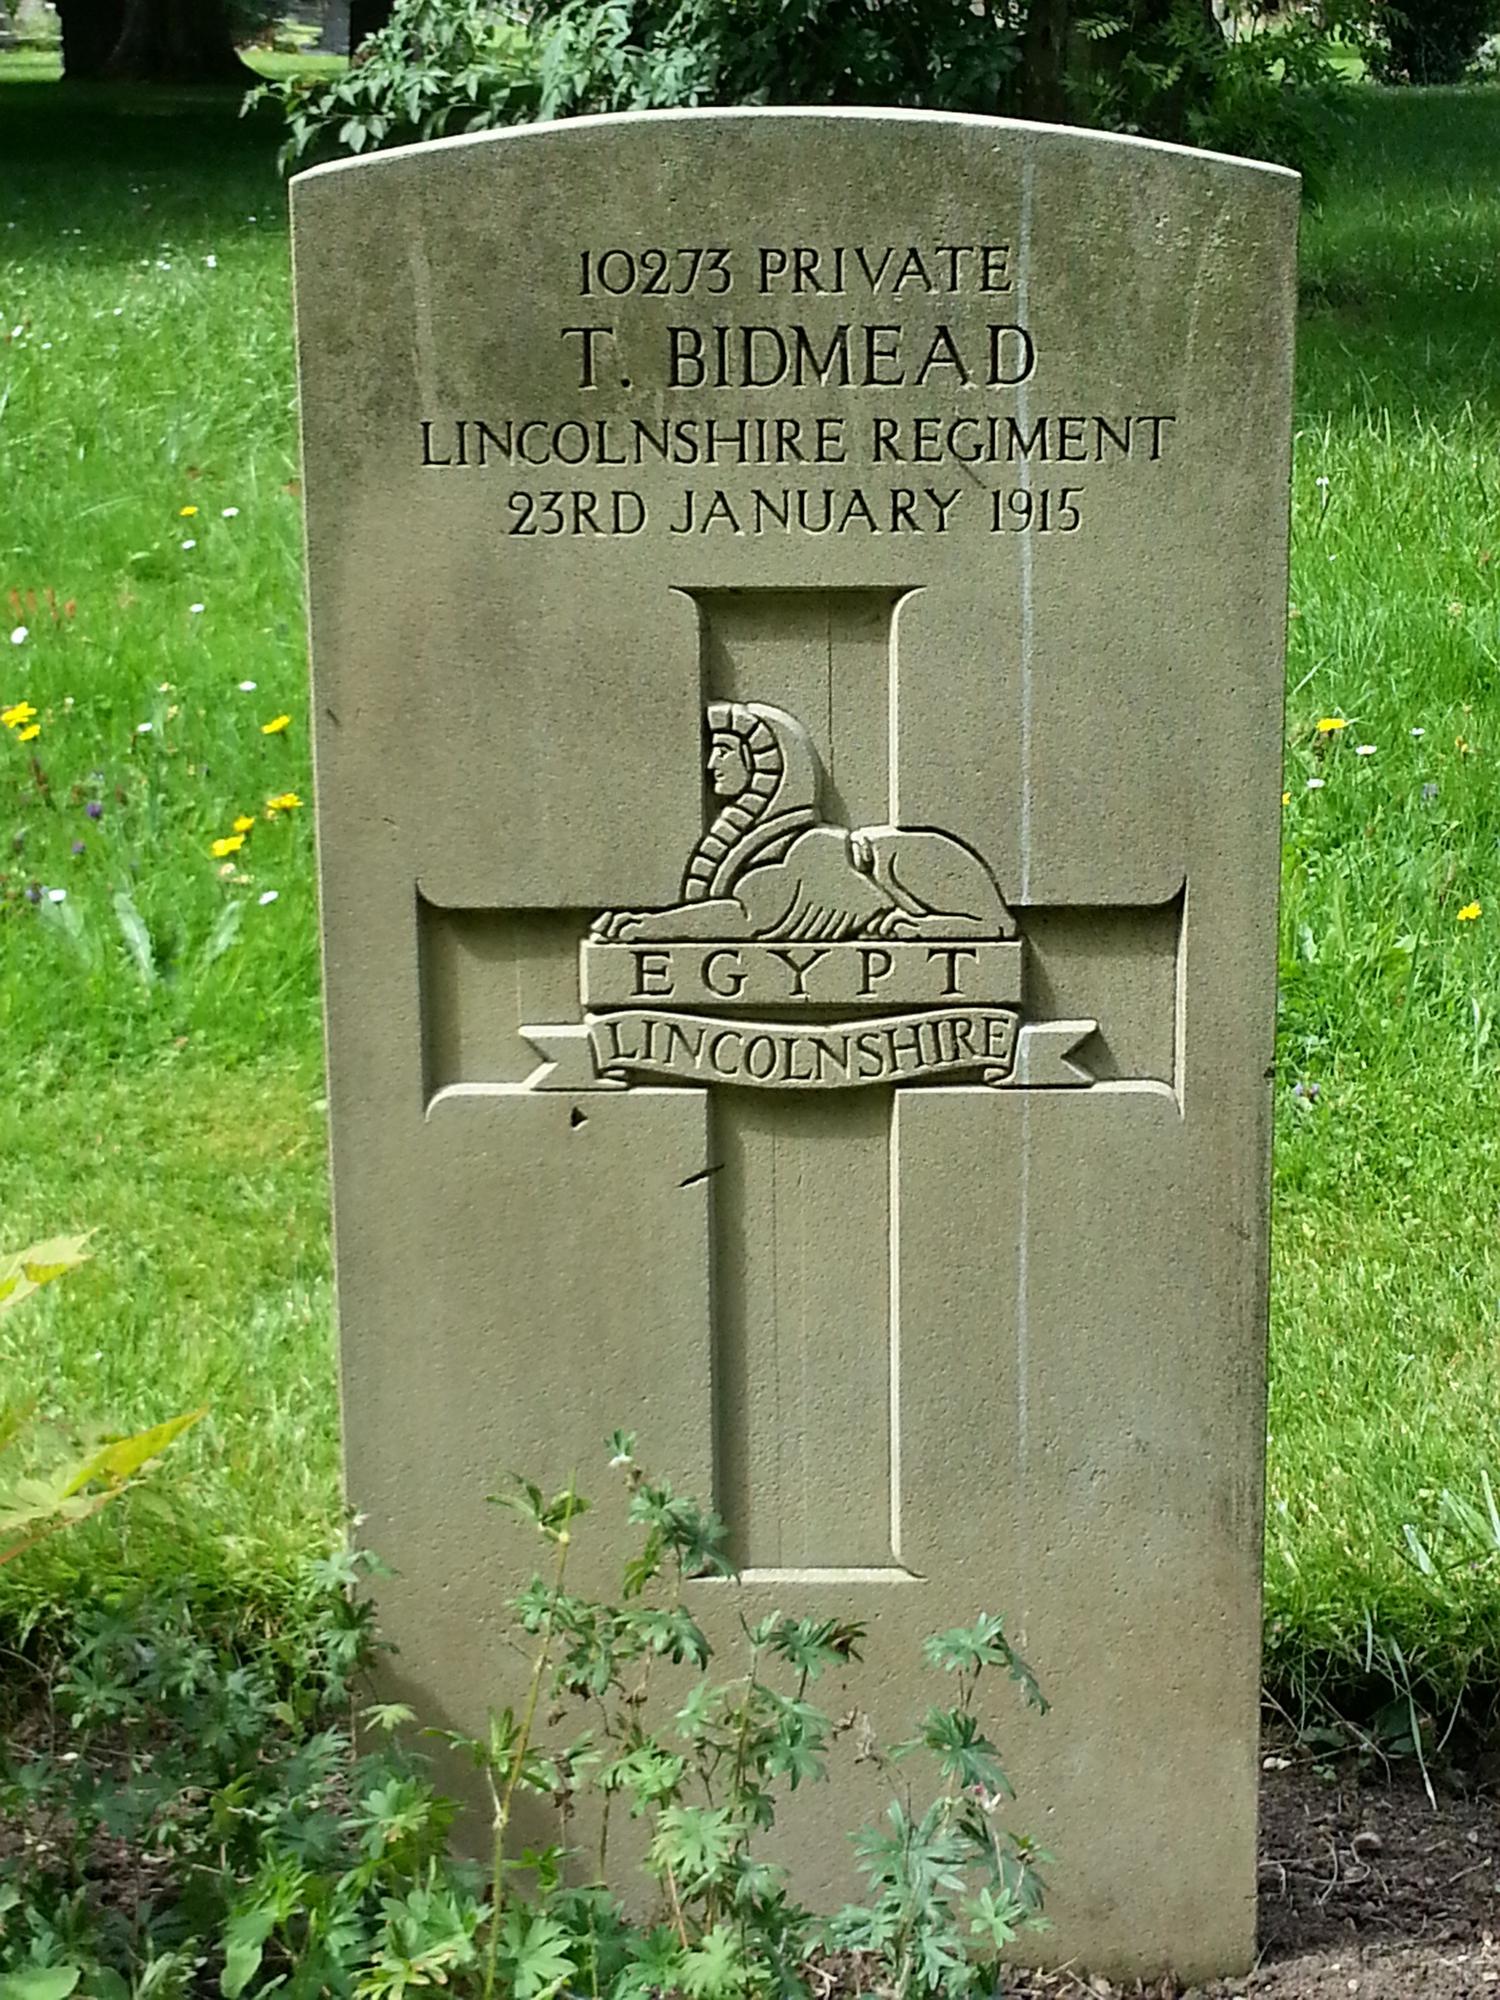 10273 PRIVATE
T. BIDMEAD
LINCOLNSHIRE REGIMENT
23RD JANUARY 1915
EGYPT
LINCOLNSHIRE